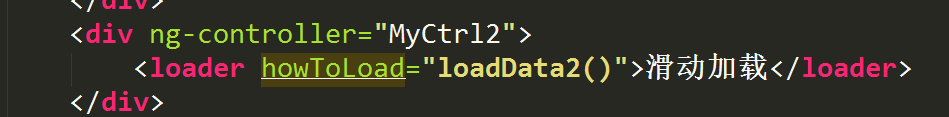 </div>
<div ng-controller="MyCtrl2">
<loader howToLoad="loadData2()">滑动加载</loader>
</div>